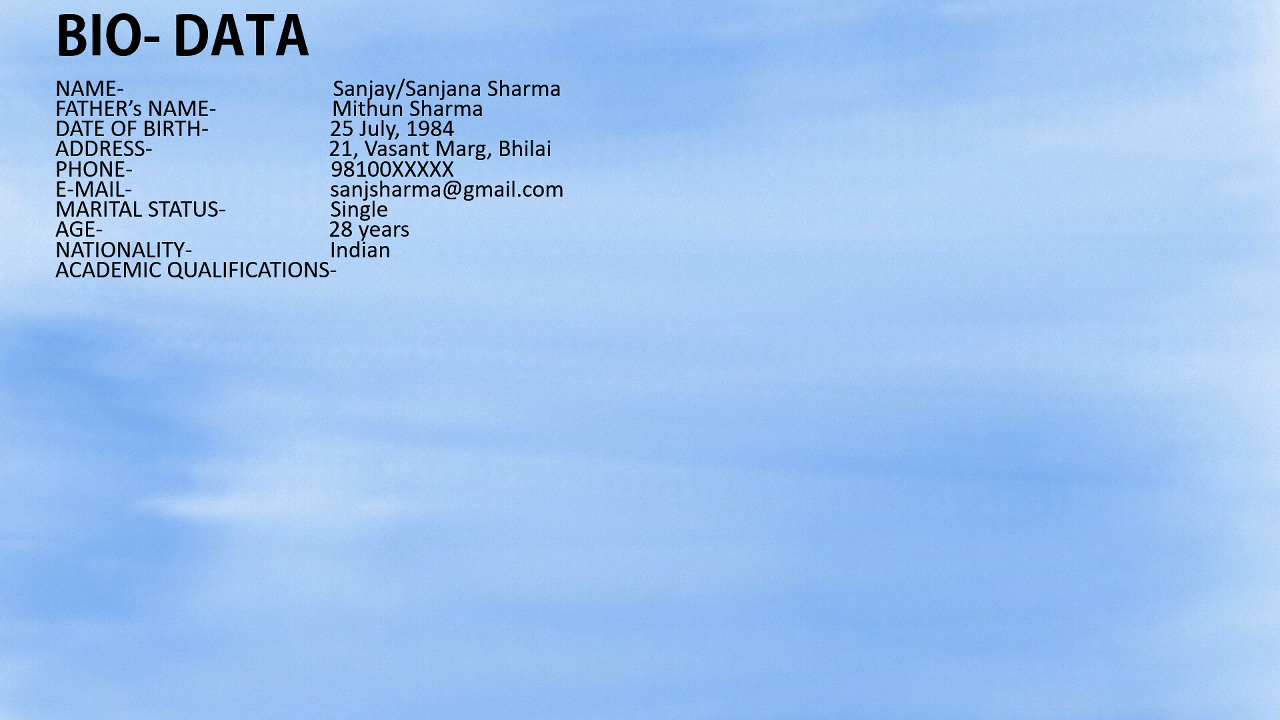 BIO- DATA
NAME- Sanjay/Sanjana Sharma
FATHER’s NAME- Mithun Sharma
DATE OF BIRTH- 25 July, 1984
ADDRESS- 21, Vasant Marg, Bhilai
PHONE- 98100XXXXX
E-MAIL- sanjsharma@gmail.com
MARITAL STATUS- Single
AGE- 28 years
NATIONALITY- Indian
ACADEMIC QUALIFICATIONS-